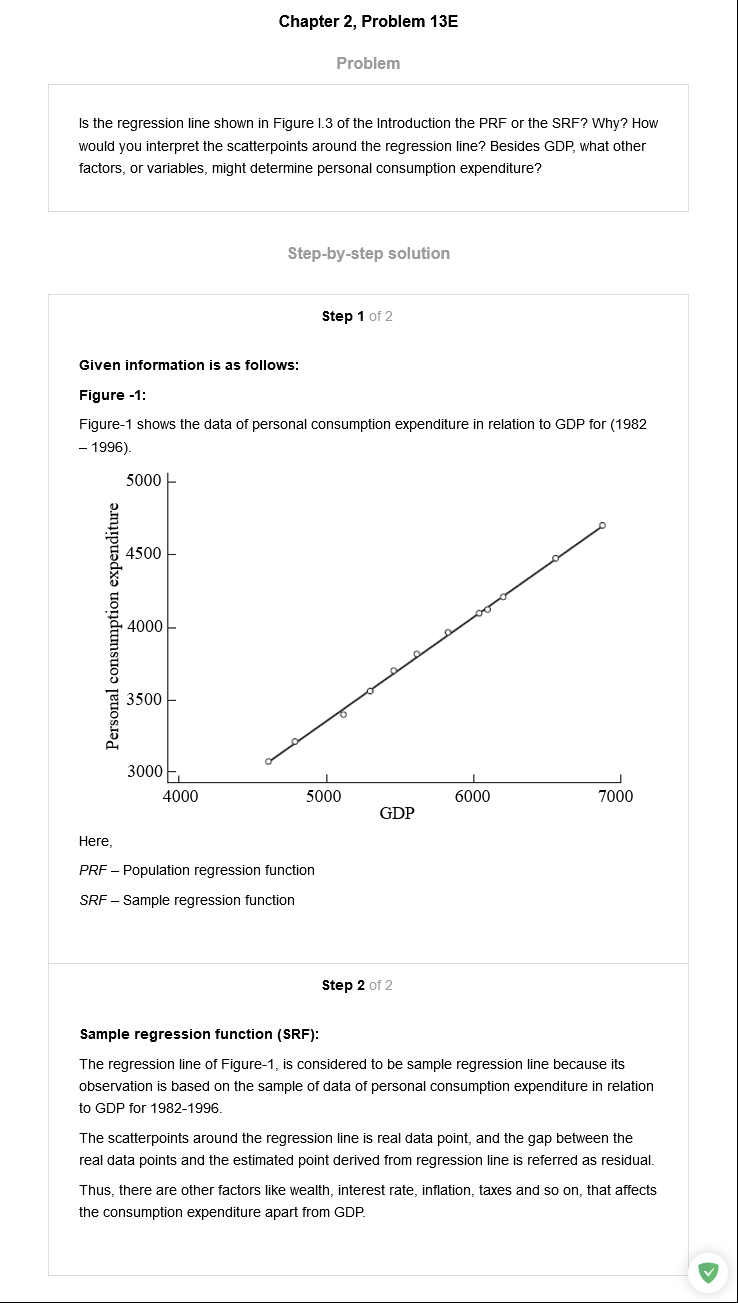 Chapter 2, Problem 13E
Problem
Is the regression line shown in Figure I.3 of the Introduction the PRF or the SRF? Why? How
would you interpret the scatterpoints around the regression line? Besides GDP, what other
factors, or variables, might determine personal consumption expenditure?
Step-by-step solution
Step 1 of 2
Given information is as follows:
Figure -1:
Figure-1 shows the data of personal consumption expenditure in relation to GDP for (1982
– 1996).
Personal consumption expenditure
5000
4500
4000
3500
3000
4000 5000 6000 7000
GDP
Here,
PRF – Population regression function
SRF – Sample regression function
Step 2 of 2
Sample regression function (SRF):
The regression line of Figure-1, is considered to be sample regression line because its
observation is based on the sample of data of personal consumption expenditure in relation
to GDP for 1982-1996.
The scatterpoints around the regression line is real data point, and the gap between the
real data points and the estimated point derived from regression line is referred as residual.
Thus, there are other factors like wealth, interest rate, inflation, taxes and so on, that affects
the consumption expenditure apart from GDP.